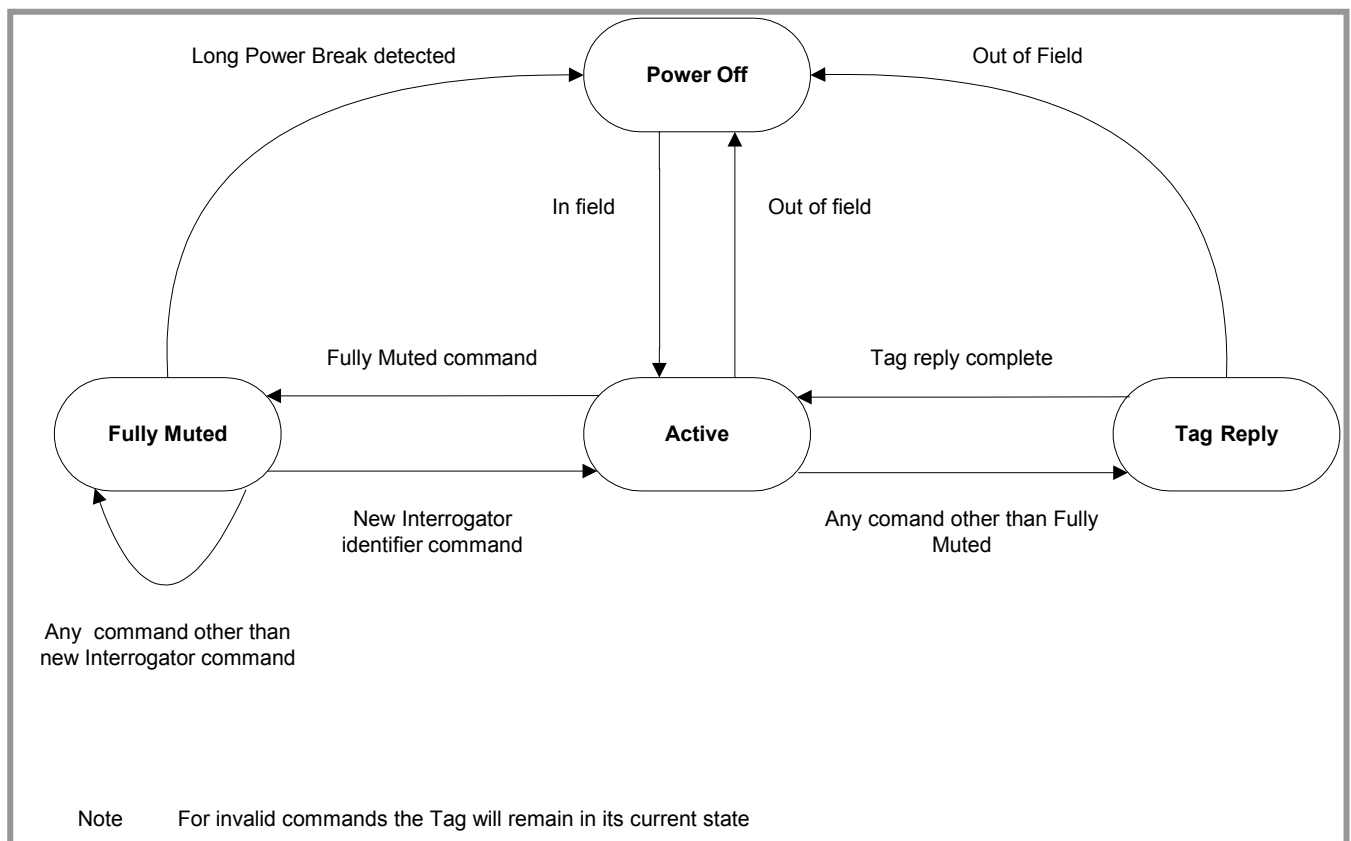 Long Power Break detected
Power Off
Out of Field
In field
Out of field
Fully Muted command
Tag reply complete
Fully Muted
Active
Tag Reply
New Interrogator
identifier command
Any comand other than Fully
Muted
Any command other than
new Interrogator command
Note For invalid commands the Tag will remain in its current state